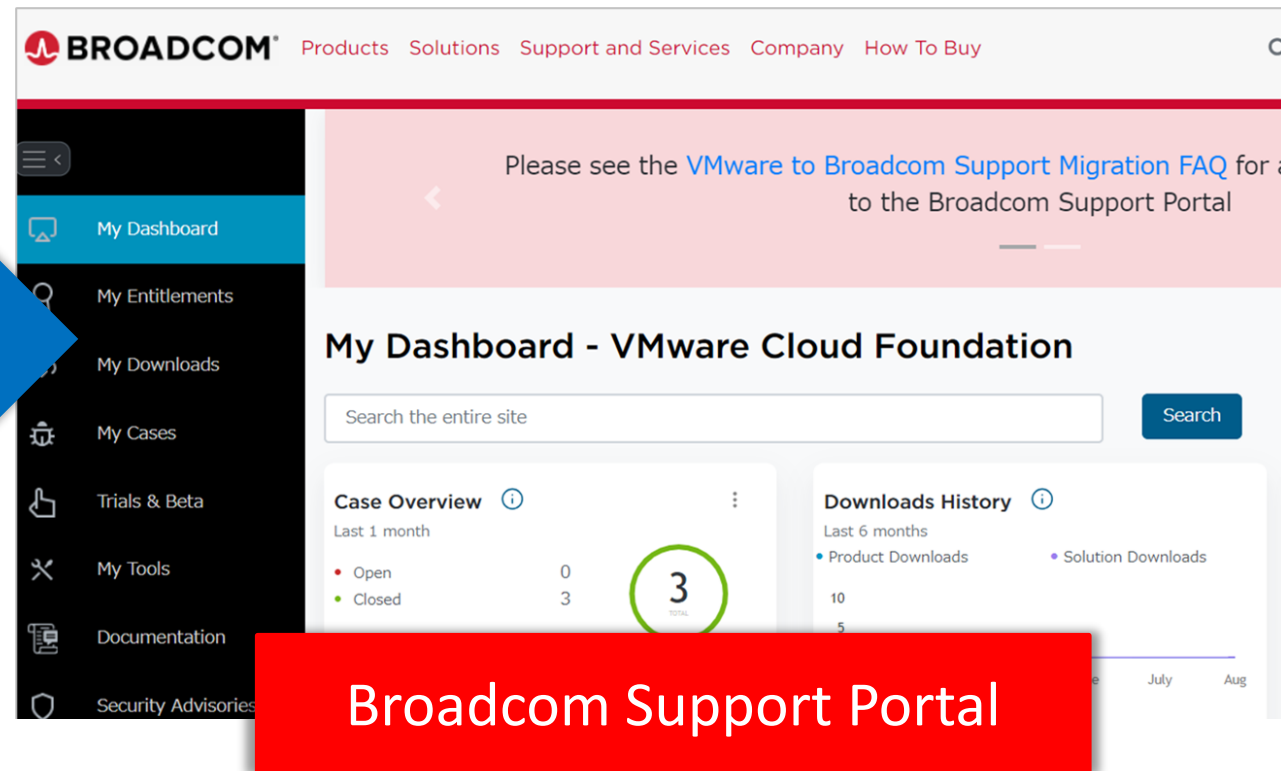 BROADCOM®
Products Solutions Support and Services Company How To Buy
Please see the VMware to Broadcom Support Migration FAQ for
to the Broadcom Support Portal
My Dashboard
My Entitlements
My Downloads
My Cases
Trials & Beta
My Tools
Documentation
Security Advisories
My Dashboard - VMware Cloud Foundation
Search the entire site
Search
Case Overview
Last 1 month
Open 0
Closed 3
3
TOTAL
Downloads History
Last 6 months
Product Downloads Solution Downloads
10
5
July Aug
Broadcom Support Portal